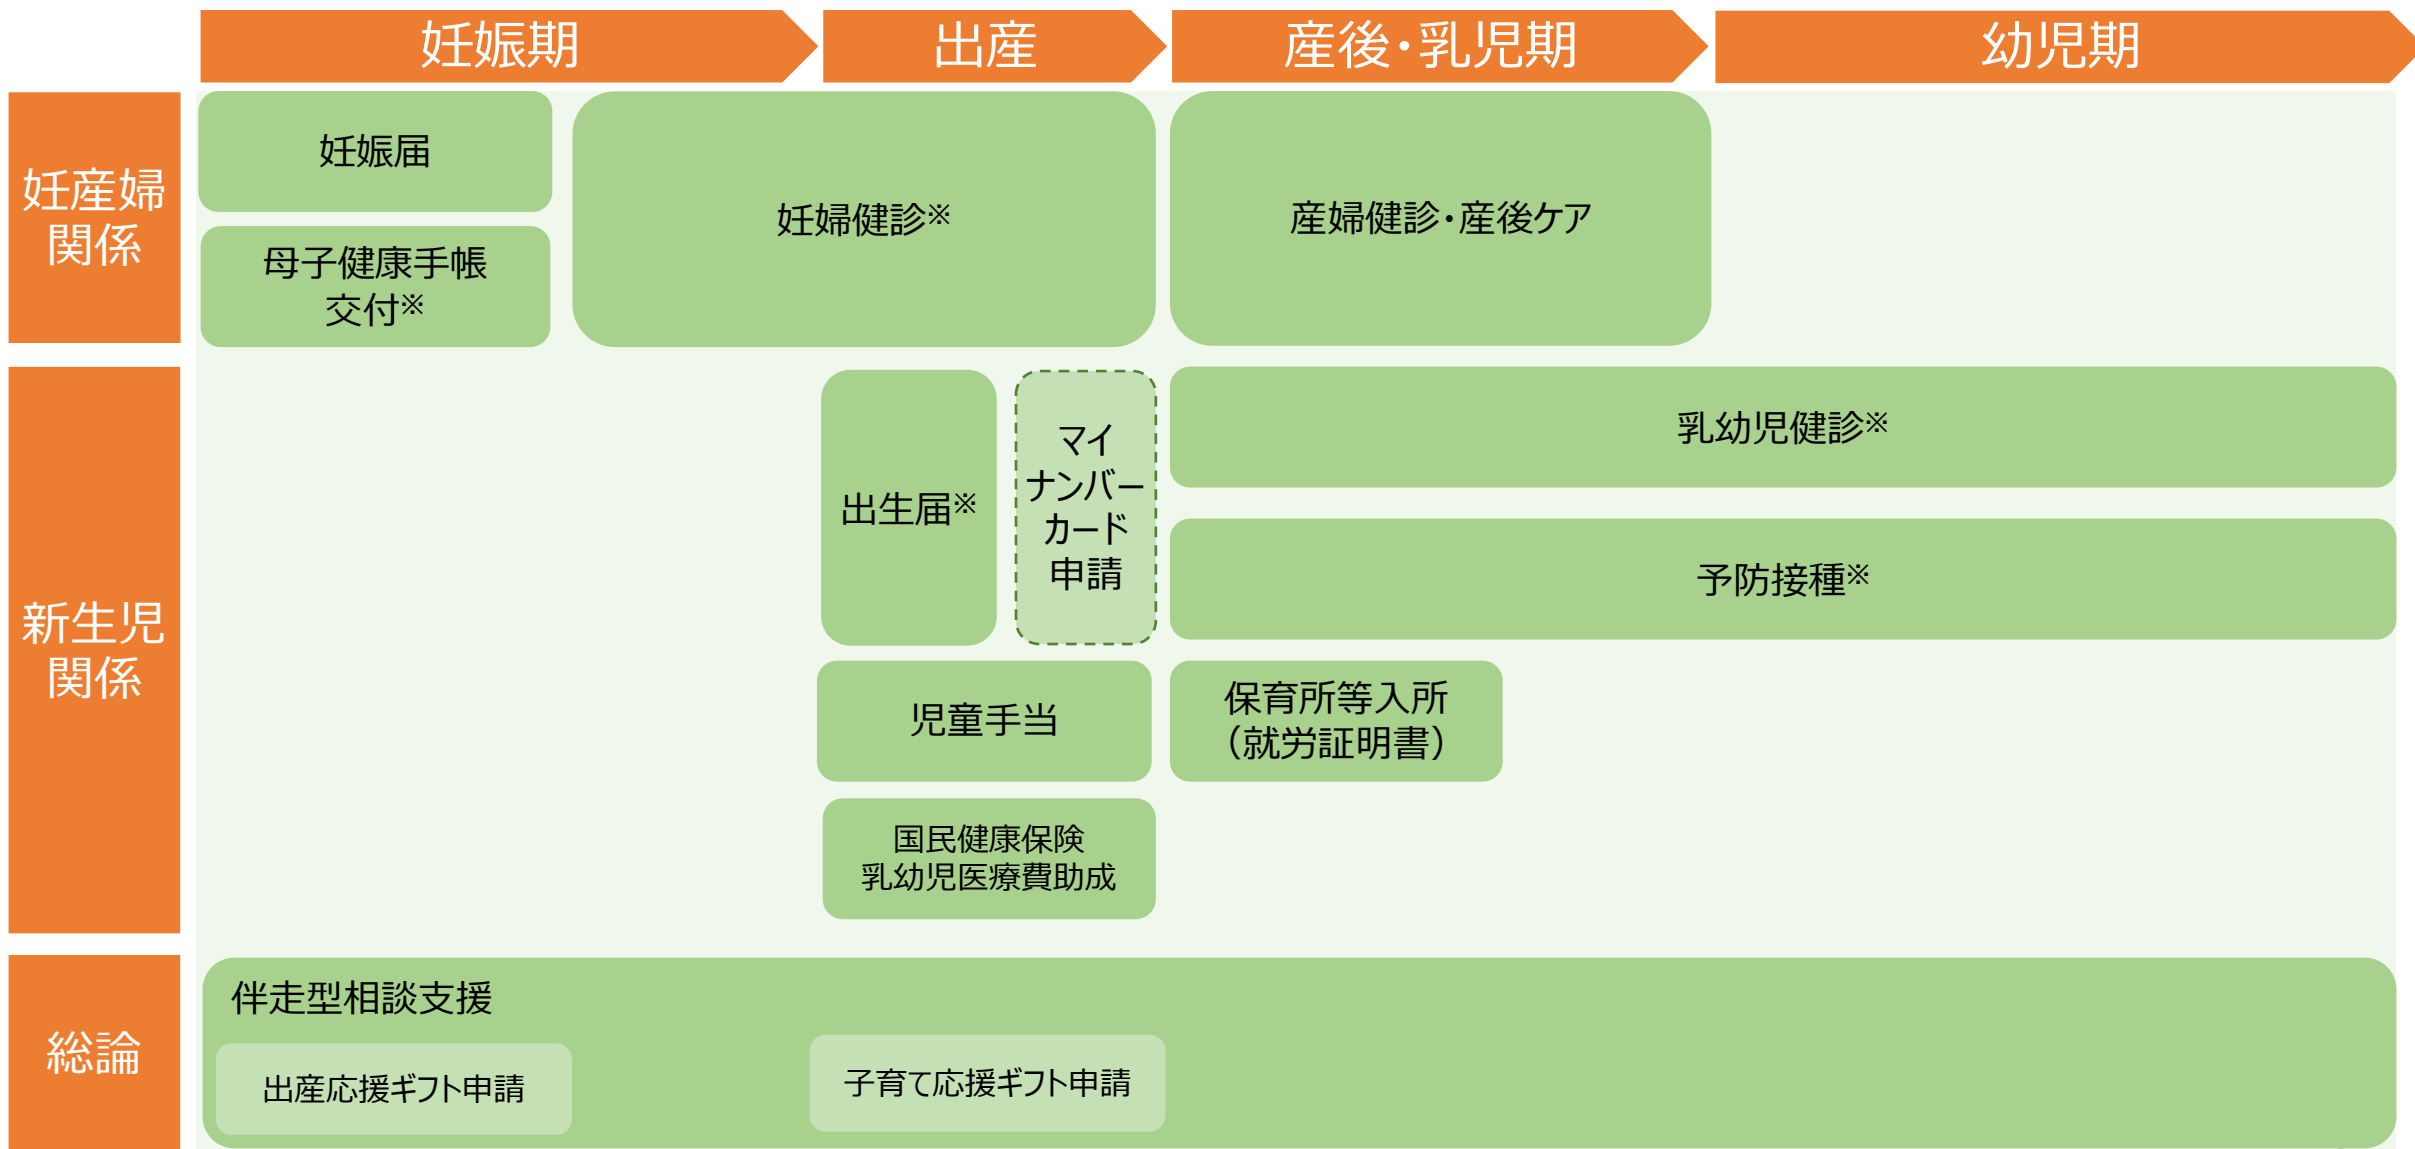 妊娠期
出産
産後・乳児期
幼児期
妊産婦
関係
妊娠届
母子健康手帳
交付※
妊婦健診※
産婦健診・産後ケア
新生児
関係
出生届※
マイ
ナンバー
カード
申請
乳幼児健診※
予防接種※
児童手当
保育所等入所
（就労証明書）
国民健康保険
乳幼児医療費助成
総論
伴走型相談支援
出産応援ギフト申請
子育て応援ギフト申請